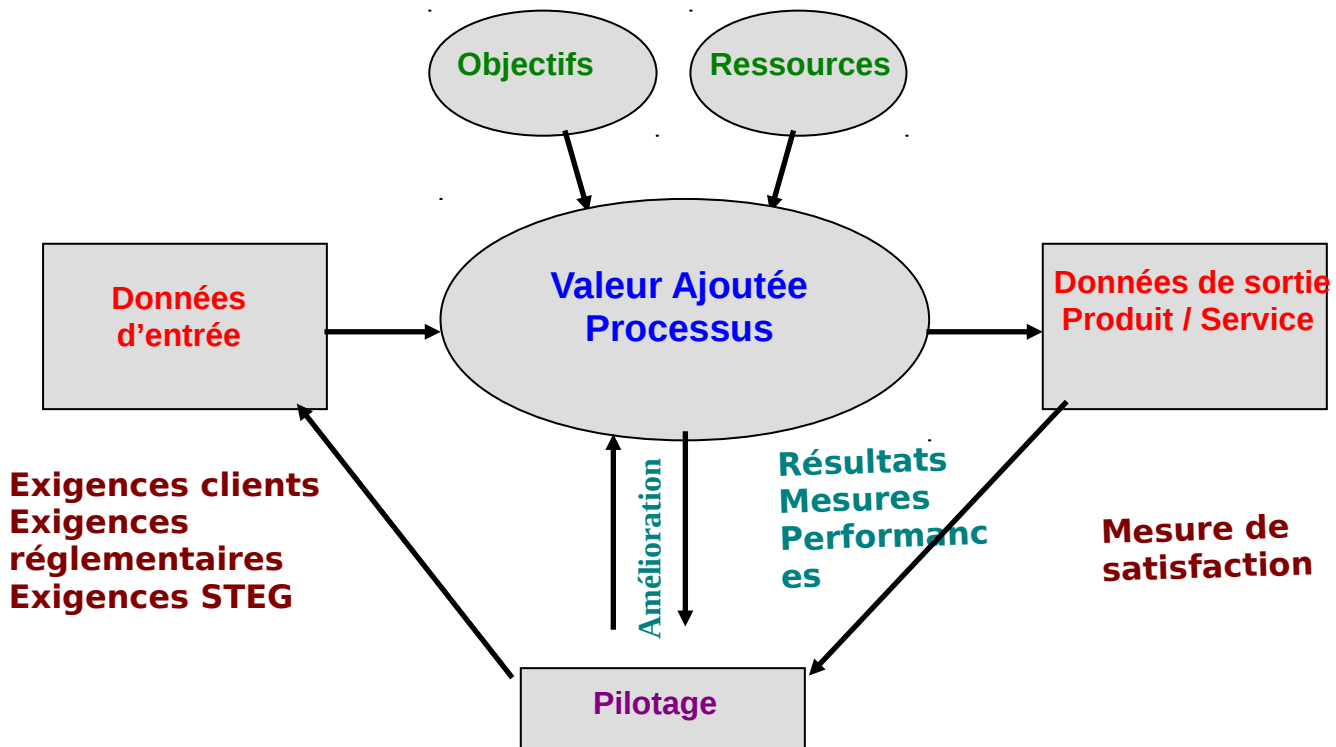 Objectifs
Ressources
Valeur Ajoutée
Processus
Données
d’entrée
Données de sortie
Produit / Service
Exigences clients
Exigences
réglementaires
Exigences STEG
Amélioration
Résultats
Mesures
Performanc
es
Mesure de
satisfaction
Pilotage